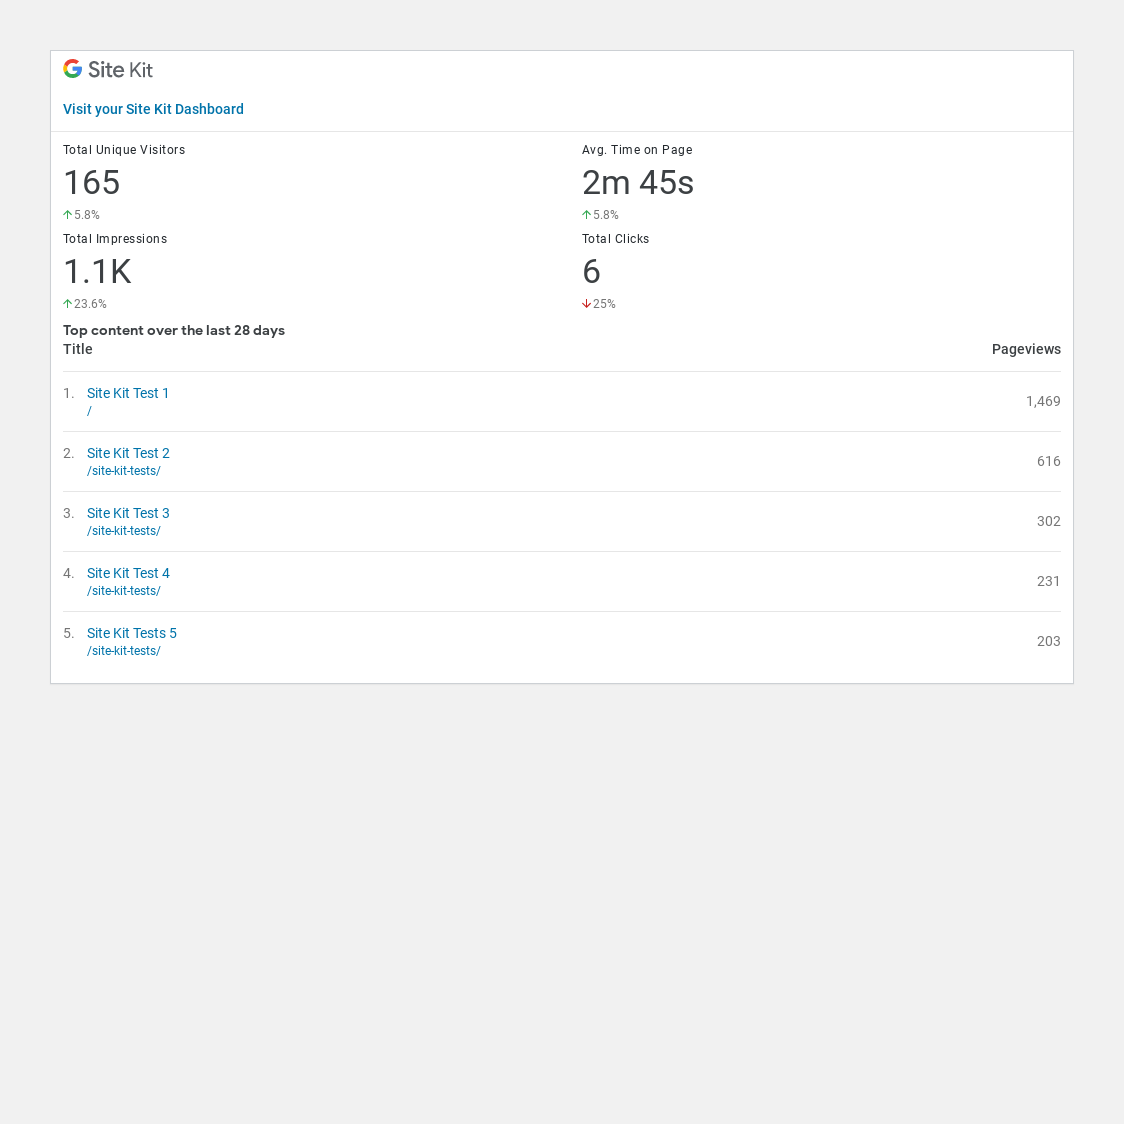 Site Kit
Visit your Site Kit Dashboard
Total Unique Visitors
165
5.8%
Avg. Time on Page
2m 45s
5.8%
Total Impressions
1.1K
23.6%
Total Clicks
6
25%
Top content over the last 28 days
Title Pageviews
1. Site Kit Test 1
/
1,469
2. Site Kit Test 2
/site-kit-tests/
616
3. Site Kit Test 3
/site-kit-tests/
302
4. Site Kit Test 4
/site-kit-tests/
231
5. Site Kit Tests 5
/site-kit-tests/
203